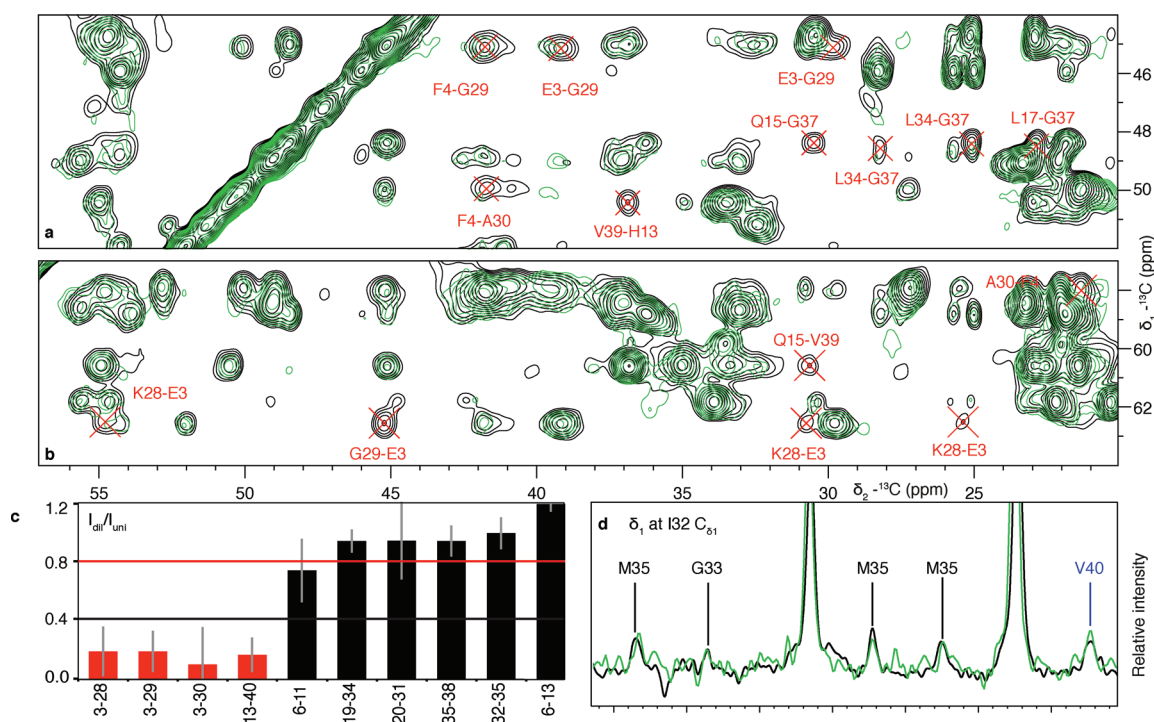 46
F4-G29
E3-G29
E3-G29
Q15-G37
L34-G37
L17-G37
48
L34-G37
50
F4-A30
V39-H13
a
δ1 -13C (ppm)
A30-F4
Q15-V39
60
K28-E3
62
G29-E3
K28-E3
K28-E3
b
55
50
45
40
35
30
δ2 -13C (ppm)
25
c
1.2
Idil/Iuni
0.8
0.4
0.0
3-28
3-29
3-30
13-40
6-11
19-34
20-31
35-38
32-35
6-13
d
δ1 at I32 Cδ1
M35
G33
M35
M35
V40
Relative intensity